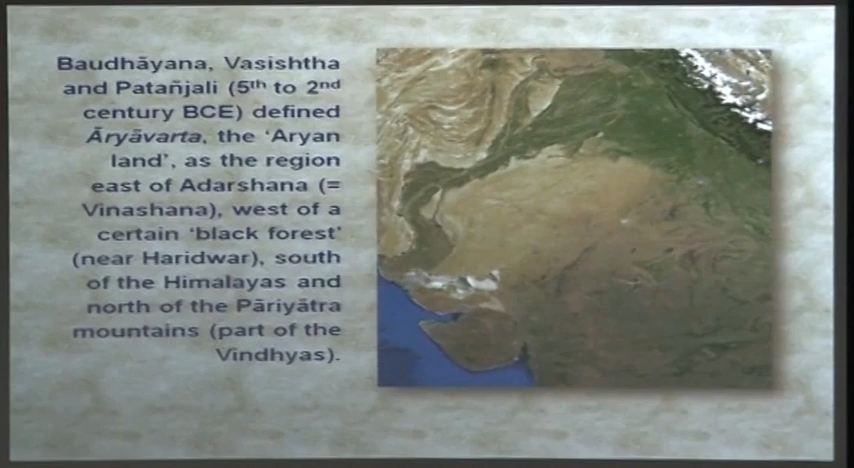 Baudhāyana, Vasishtha
and Patañjali (5th to 2nd
century BCE) defined
Āryāvarta, the ‘Aryan
land’, as the region
east of Adarshana (=
Vinashana), west of a
certain ‘black forest’
(near Haridwar), south
of the Himalayas and
north of the Pāriyātra
mountains (part of the
Vindhyas).